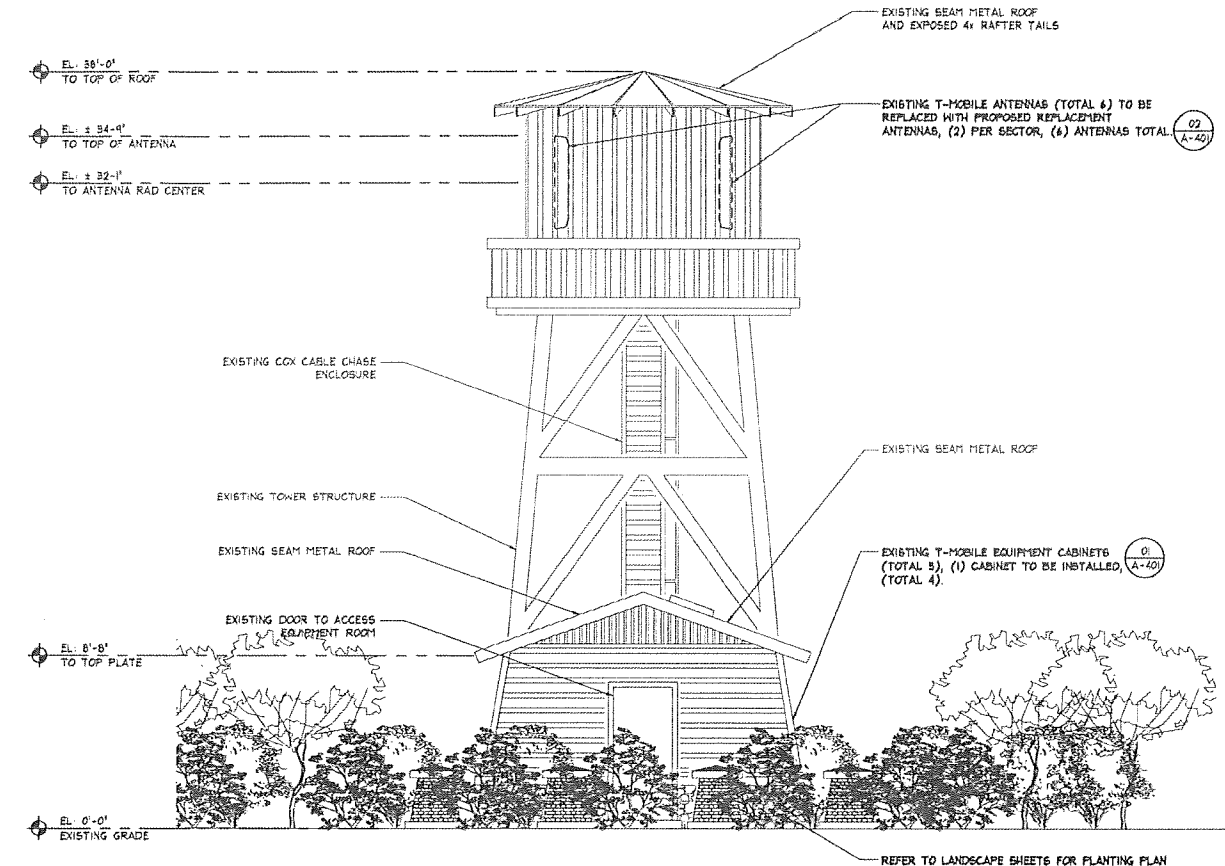 EXISTING SEAM METAL ROOF
AND EXPOSED 4x RAFTER TAILS
EL: 38'-0"
TO TOP OF ROOF
EXISTING T-MOBILE ANTENNAS (TOTAL 6) TO BE
REPLACED WITH PROPOSED REPLACEMENT
ANTENNAS, (2) PER SECTOR, (6) ANTENNAS TOTAL.
02
A-401
EL: ± 34-9"
TO TOP OF ANTENNA
EL: ± 32-1"
TO ANTENNA RAD CENTER
EXISTING COX CABLE CHASE
ENCLOSURE
EXISTING SEAM METAL ROOF
EXISTING TOWER STRUCTURE
EXISTING SEAM METAL ROOF
EXISTING T-MOBILE EQUIPMENT CABINETS
(TOTAL 3), (1) CABINET TO BE INSTALLED,
(TOTAL 4).
01
A-401
EXISTING DOOR TO ACCESS
EQUIPMENT ROOM
EL: 8'-8"
TO TOP PLATE
EL: 0'-0"
EXISTING GRADE
REFER TO LANDSCAPE SHEETS FOR PLANTING PLAN